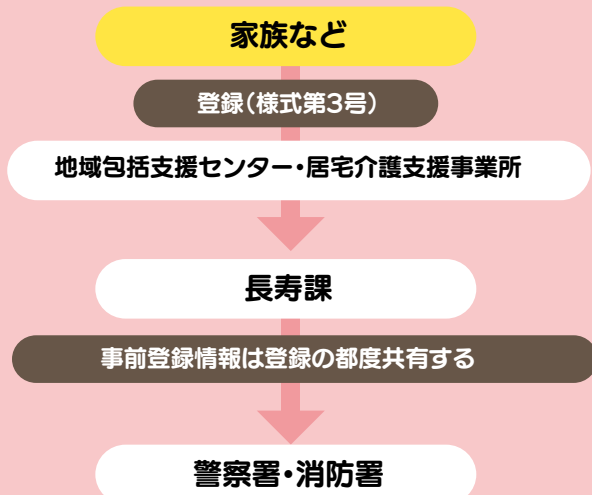 家族など
登録(様式第3号)
地域包括支援センター・居宅介護支援事業所
長寿課
事前登録情報は登録の都度共有する
警察署・消防署